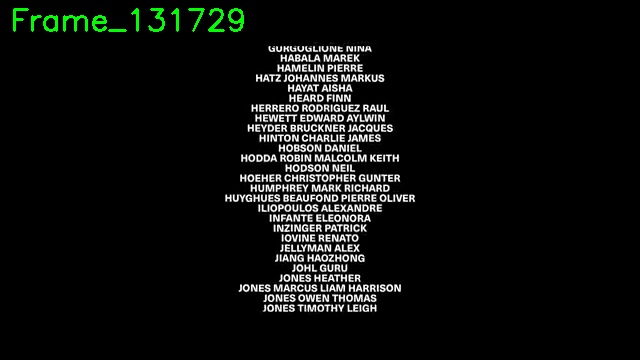 Frame_131729
GURGOGLIONE NINA
HABALA MAREK
HAMELIN PIERRE
HATZ JOHANNES MARKUS
HAYAT AISHA
HEARD FINN
HERRERO RODRIGUEZ RAUL
HEWETT EDWARD AYLWIN
HEYDER BRUCKNER JACQUES
HINTON CHARLIE JAMES
HOBSON DANIEL
HODDA ROBIN MALCOLM KEITH
HODSON NEIL
HOEHER CHRISTOPHER GUNTER
HUMPHREY MARK RICHARD
HUYGHUES BEAUFOND PIERRE OLIVER
ILIOPOULOS ALEXANDRE
INFANTE ELEONORA
INZINGER PATRICK
IOVINE RENATO
JELLYMAN ALEX
JIANG HAOZHONG
JOHL GURU
JONES HEATHER
JONES MARCUS LIAM HARRISON
JONES OWEN THOMAS
JONES TIMOTHY LEIGH